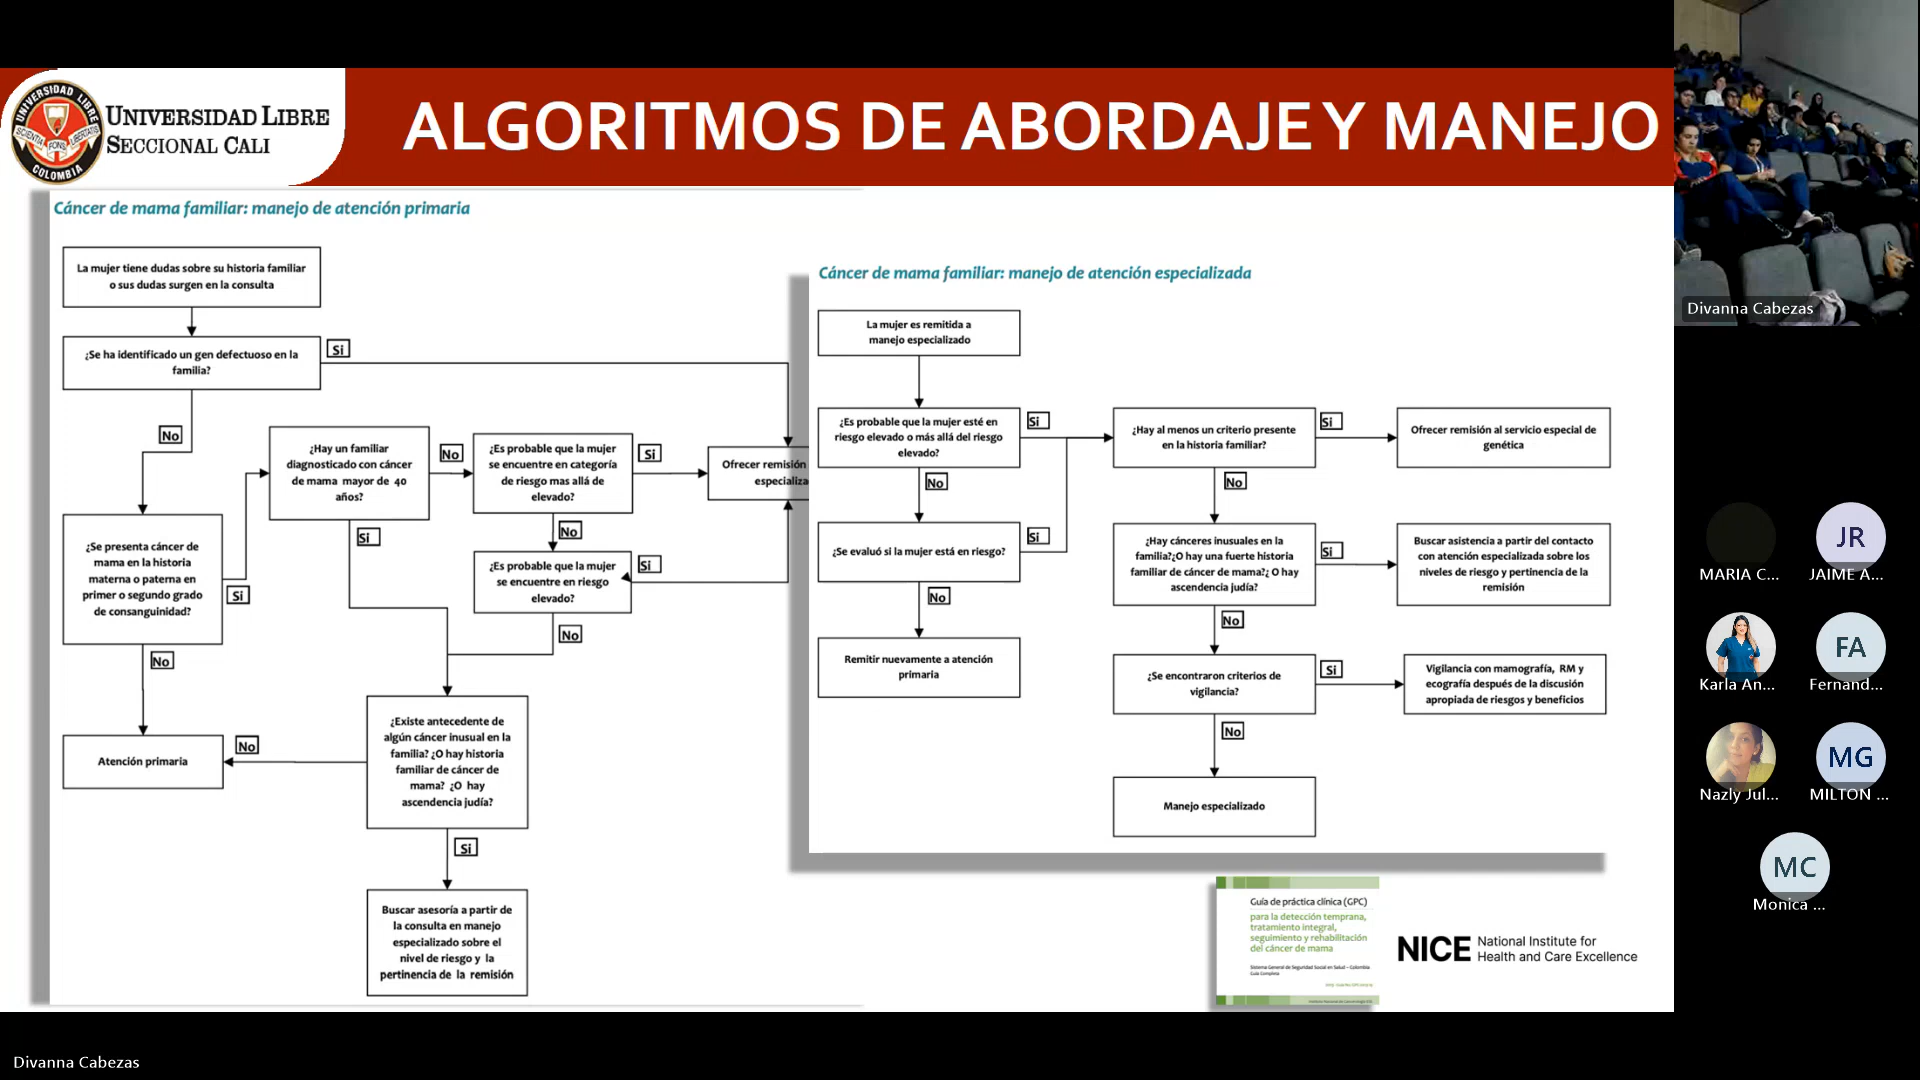 UNIVERSIDAD LIBRE
SECCIONAL CALI
UNIVERSIDAD LIBRE
COLOMBIA
ALGORITMOS DE ABORDAJE Y MANEJO
Cáncer de mama familiar: manejo de atención primaria
La mujer tiene dudas sobre su historia familiar
o sus dudas surgen en la consulta
¿Se ha identificado un gen defectuoso en la
familia?
Si
No
¿Hay un familiar
diagnosticado con cáncer
de mama mayor de 40
años?
No
Si
¿Es probable que la mujer
se encuentre en categoría
de riesgo mas allá de
elevado?
Si
No
Ofrecer remisión
especializa
¿Se presenta cáncer de
mama en la historia
materna o paterna en
primer o segundo grado
de consanguinidad?
Si
No
¿Es probable que la mujer
se encuentre en riesgo
elevado?
Si
No
Atención primaria
No
¿Existe antecedente de
algún cáncer inusual en la
familia? ¿O hay historia
familiar de cáncer de
mama? ¿O hay
ascendencia judía?
Si
Buscar asesoría a partir de
la consulta en manejo
especializado sobre el
nivel de riesgo y la
pertinencia de la remisión
Cáncer de mama familiar: manejo de atención especializada
La mujer es remitida a
manejo especializado
¿Es probable que la mujer esté en
riesgo elevado o más allá del riesgo
elevado?
Si
No
¿Se evaluó si la mujer está en riesgo?
Si
No
Remitir nuevamente a atención
primaria
¿Hay al menos un criterio presente
en la historia familiar?
Si
No
Ofrecer remisión al servicio especial de
genética
¿Hay cánceres inusuales en la
familia?¿O hay una fuerte historia
familiar de cáncer de mama?¿ O hay
ascendencia judía?
Si
No
Buscar asistencia a partir del contacto
con atención especializada sobre los
niveles de riesgo y pertinencia de la
remisión
¿Se encontraron criterios de
vigilancia?
Si
No
Vigilancia con mamografía, RM y
ecografía después de la discusión
apropiada de riesgos y beneficios
Manejo especializado
Guía de práctica clínica (GPC)
para la detección temprana,
tratamiento integral,
seguimiento y rehabilitación
del cáncer de mama
Sistema General de Seguridad Social en Salud – Colombia
Guía Completa
NICE National Institute for
Health and Care Excellence
Divanna Cabezas
MARIA C...
JR
JAIME A...
Karla An...
FA
Fernand...
Nazly Jul...
MG
MILTON ...
MC
Monica ...
Divanna Cabezas